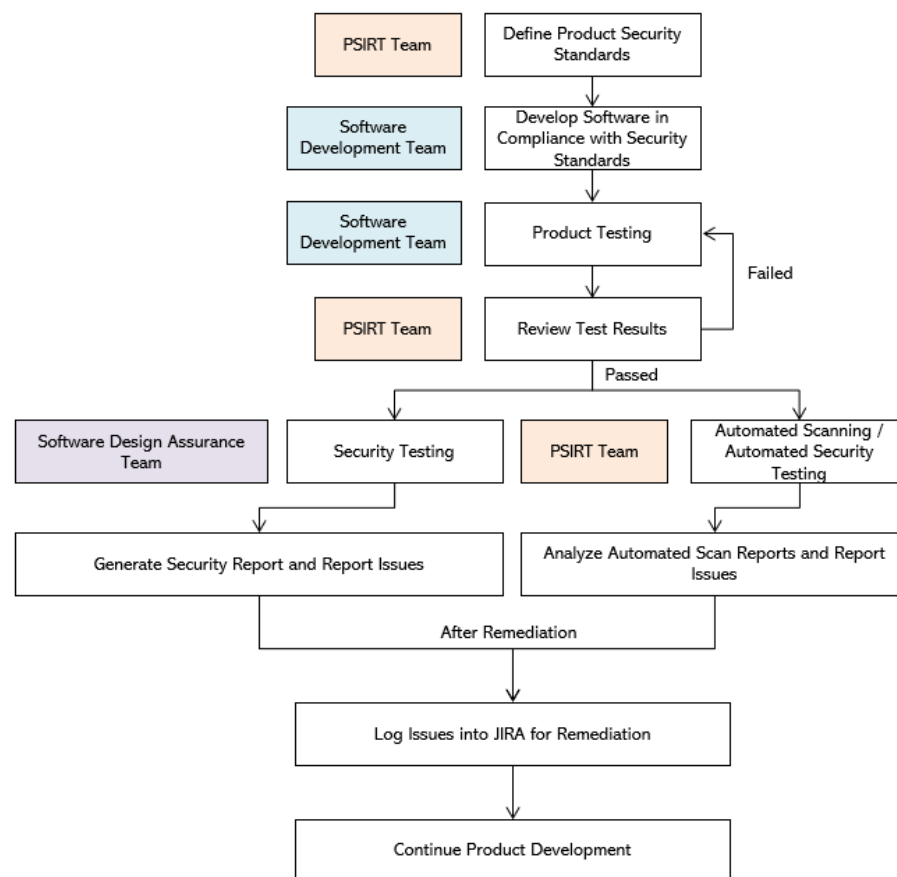 PSIRT Team
Define Product Security
Standards
Software
Development Team
Develop Software in
Compliance with Security
Standards
Software
Development Team
Product Testing
Failed
PSIRT Team
Review Test Results
Passed
Software Design Assurance
Team
Security Testing
PSIRT Team
Automated Scanning /
Automated Security
Testing
Generate Security Report and Report Issues
Analyze Automated Scan Reports and Report
Issues
After Remediation
Log Issues into JIRA for Remediation
Continue Product Development